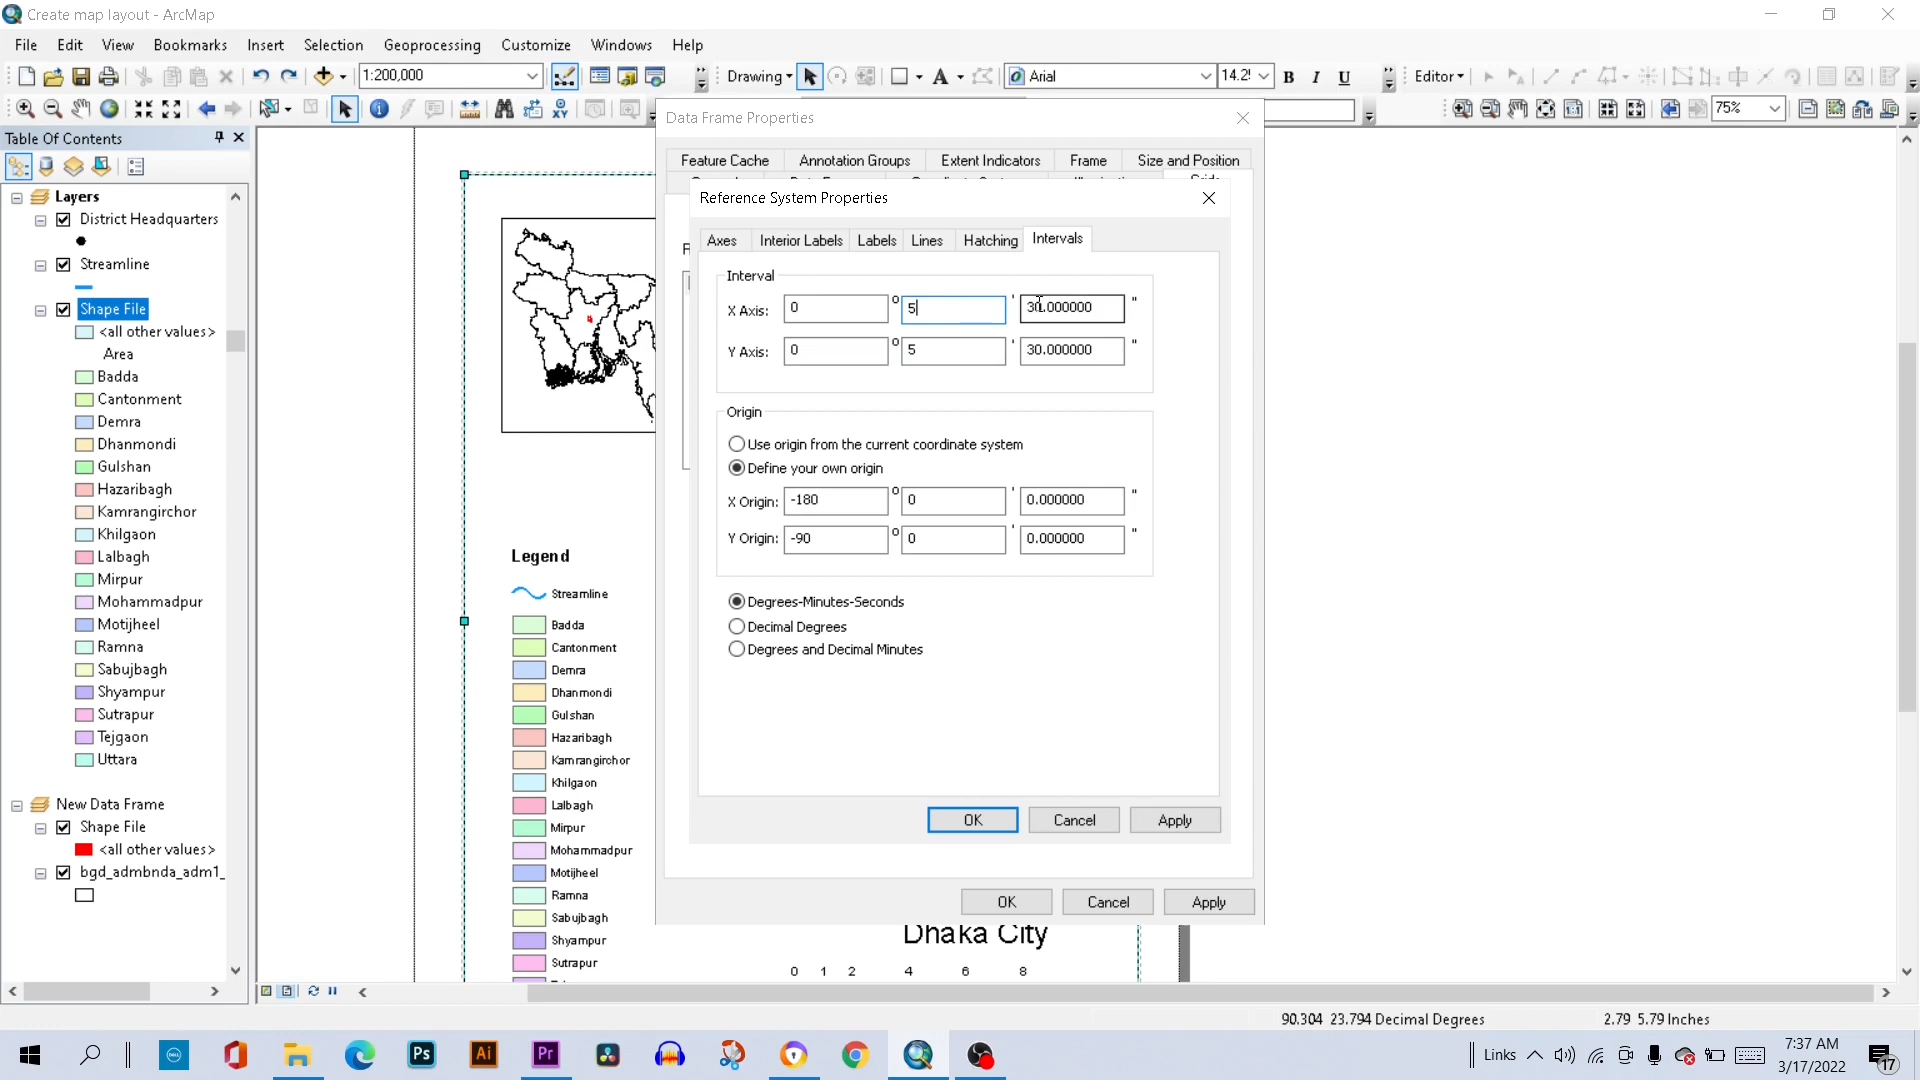 Create map layout - ArcMap
File Edit View Bookmarks Insert Selection Geoprocessing Customize Windows Help
1:200,000 Drawing Arial 14.2 B I U Editor
75%
Table Of Contents
Layers
District Headquarters
Streamline
Shape File
<all other values>
Area
Badda
Cantonment
Demra
Dhanmondi
Gulshan
Hazaribagh
Kamrangirchor
Khilgaon
Lalbagh
Mirpur
Mohammadpur
Motijheel
Ramna
Sabujbagh
Shyampur
Sutrapur
Tejgaon
Uttara
New Data Frame
Shape File
<all other values>
bgd_admbnda_adm1_
Legend
Streamline
Badda
Cantonment
Demra
Dhanmondi
Gulshan
Hazaribagh
Kamrangirchor
Khilgaon
Lalbagh
Mirpur
Mohammadpur
Motijheel
Ramna
Sabujbagh
Shyampur
Sutrapur
Data Frame Properties
Feature Cache Annotation Groups Extent Indicators Frame Size and Position
Reference System Properties
Axes Interior Labels Labels Lines Hatching Intervals
Interval
X Axis: 0 ° 5 ' 30.000000 "
Y Axis: 0 ° 5 ' 30.000000 "
Origin
Use origin from the current coordinate system
Define your own origin
X Origin: -180 ° 0 ' 0.000000 "
Y Origin: -90 ° 0 ' 0.000000 "
Degrees-Minutes-Seconds
Decimal Degrees
Degrees and Decimal Minutes
OK Cancel Apply
OK Cancel Apply
Dhaka City
0 1 2 4 6 8
90.304 23.794 Decimal Degrees 2.79 5.79 Inches
DELL Ps Ai Pr Links 7:37 AM
3/17/2022 17